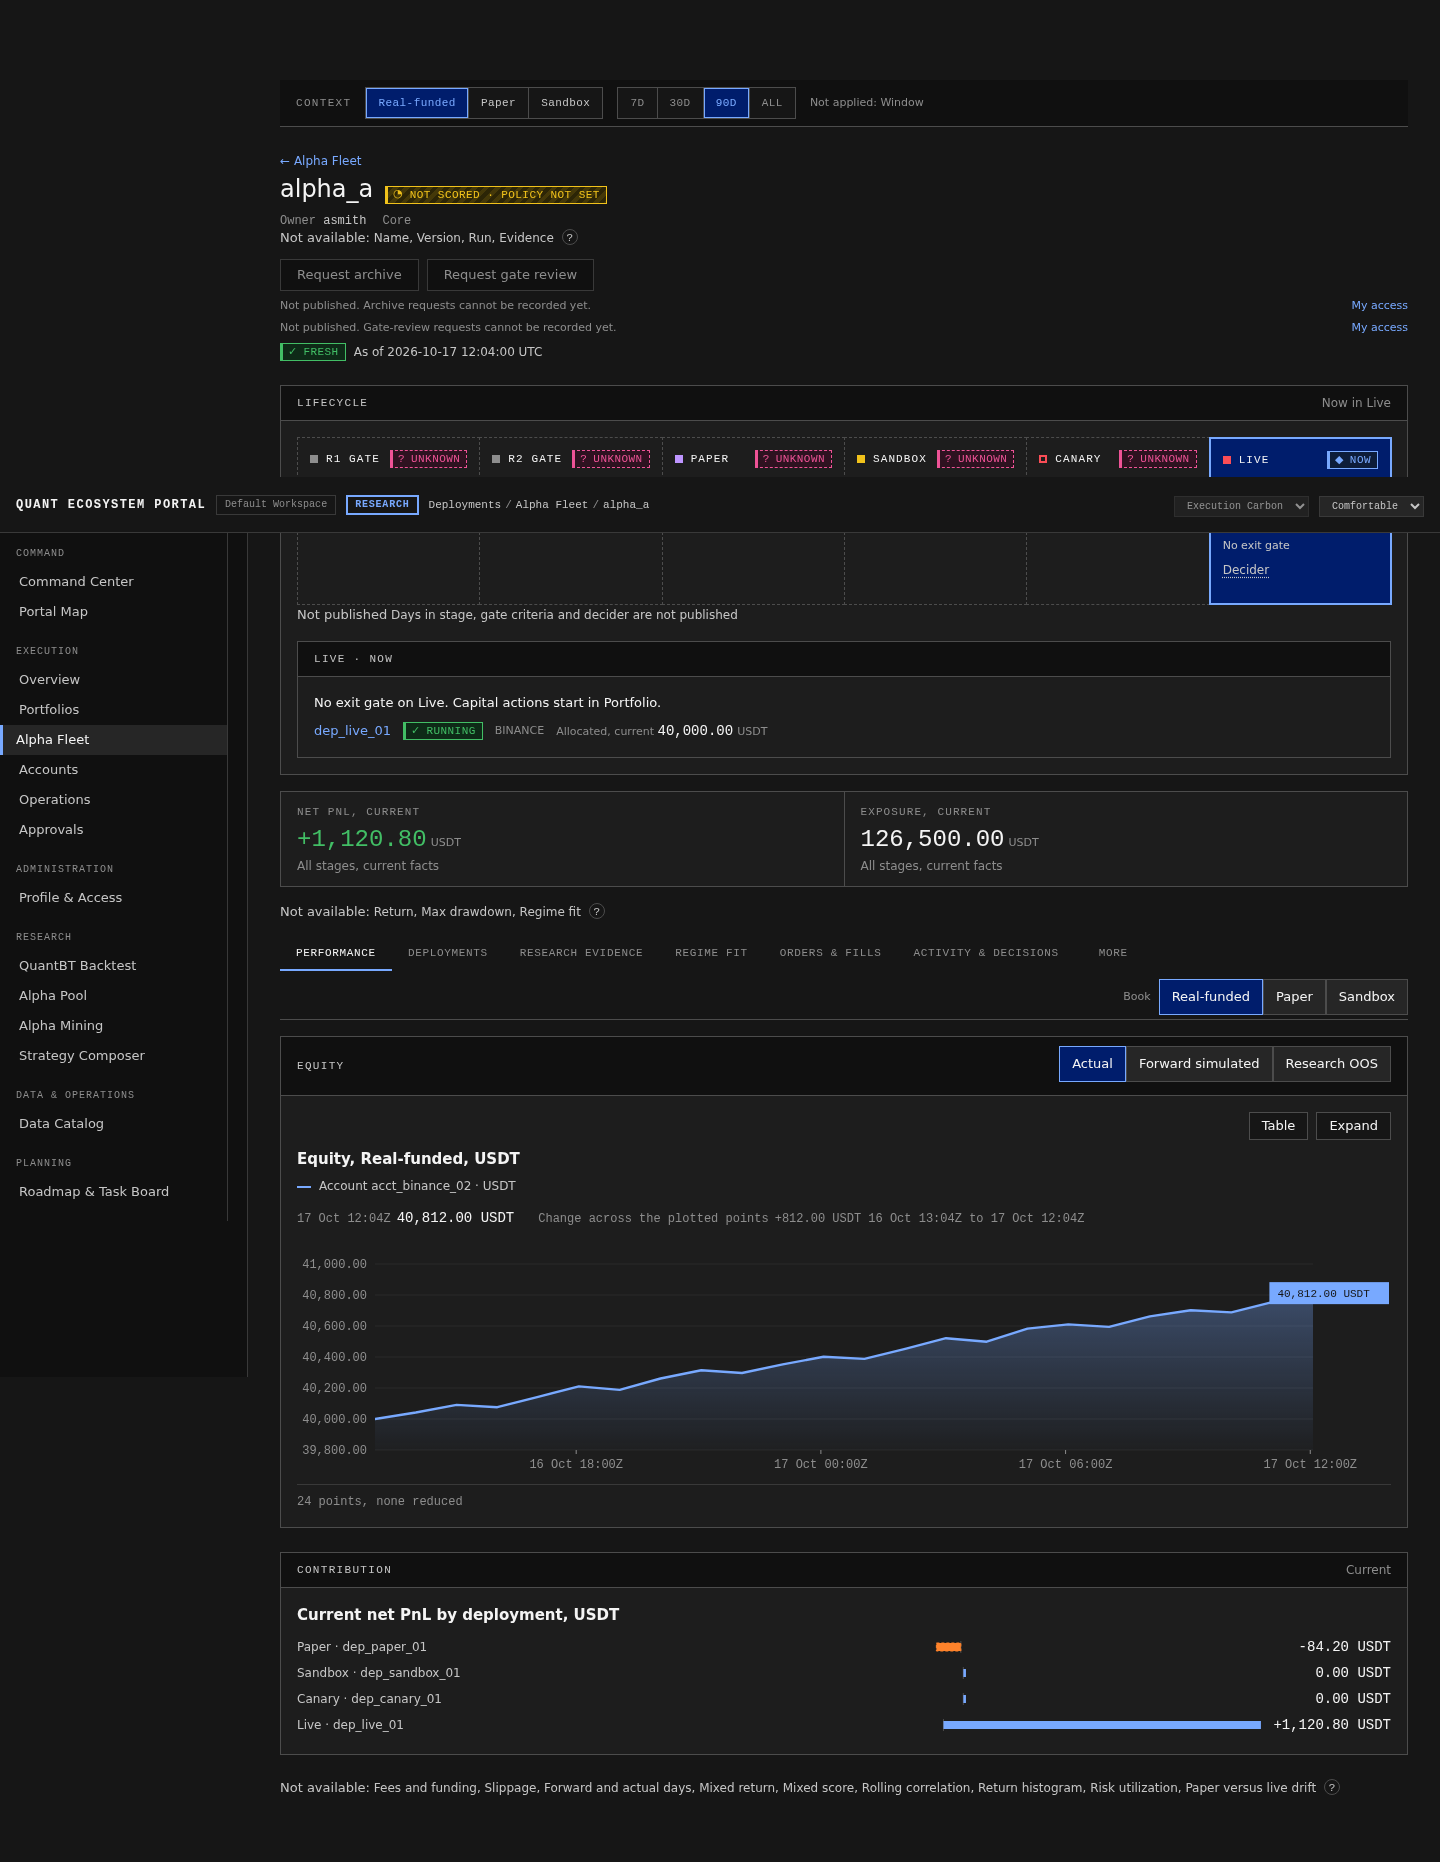 CONTEXT Real-funded Paper Sandbox 7D 30D 90D ALL Not applied: Window
← Alpha Fleet
alpha_a ◔ NOT SCORED · POLICY NOT SET
Owner asmith Core
Not available: Name, Version, Run, Evidence ?
Request archive Request gate review
Not published. Archive requests cannot be recorded yet. My access
Not published. Gate-review requests cannot be recorded yet. My access
✓ FRESH As of 2026-10-17 12:04:00 UTC
LIFECYCLE Now in Live
R1 GATE ? UNKNOWN R2 GATE ? UNKNOWN PAPER ? UNKNOWN SANDBOX ? UNKNOWN CANARY ? UNKNOWN LIVE ◆ NOW
QUANT ECOSYSTEM PORTAL Default Workspace RESEARCH Deployments / Alpha Fleet / alpha_a Execution Carbon Comfortable
COMMAND
Command Center
Portal Map
EXECUTION
Overview
Portfolios
Alpha Fleet
Accounts
Operations
Approvals
ADMINISTRATION
Profile & Access
RESEARCH
QuantBT Backtest
Alpha Pool
Alpha Mining
Strategy Composer
DATA & OPERATIONS
Data Catalog
PLANNING
Roadmap & Task Board
No exit gate
Decider
Not published Days in stage, gate criteria and decider are not published
LIVE · NOW
No exit gate on Live. Capital actions start in Portfolio.
dep_live_01 ✓ RUNNING BINANCE Allocated, current 40,000.00 USDT
NET PNL, CURRENT
+1,120.80 USDT
All stages, current facts
EXPOSURE, CURRENT
126,500.00 USDT
All stages, current facts
Not available: Return, Max drawdown, Regime fit ?
PERFORMANCE DEPLOYMENTS RESEARCH EVIDENCE REGIME FIT ORDERS & FILLS ACTIVITY & DECISIONS MORE
Book Real-funded Paper Sandbox
EQUITY Actual Forward simulated Research OOS
Table Expand
Equity, Real-funded, USDT
Account acct_binance_02 · USDT
17 Oct 12:04Z 40,812.00 USDT Change across the plotted points +812.00 USDT 16 Oct 13:04Z to 17 Oct 12:04Z
41,000.00
40,800.00
40,812.00 USDT
40,600.00
40,400.00
40,200.00
40,000.00
39,800.00
16 Oct 18:00Z 17 Oct 00:00Z 17 Oct 06:00Z 17 Oct 12:00Z
24 points, none reduced
CONTRIBUTION Current
Current net PnL by deployment, USDT
Paper · dep_paper_01 -84.20 USDT
Sandbox · dep_sandbox_01 0.00 USDT
Canary · dep_canary_01 0.00 USDT
Live · dep_live_01 +1,120.80 USDT
Not available: Fees and funding, Slippage, Forward and actual days, Mixed return, Mixed score, Rolling correlation, Return histogram, Risk utilization, Paper versus live drift ?